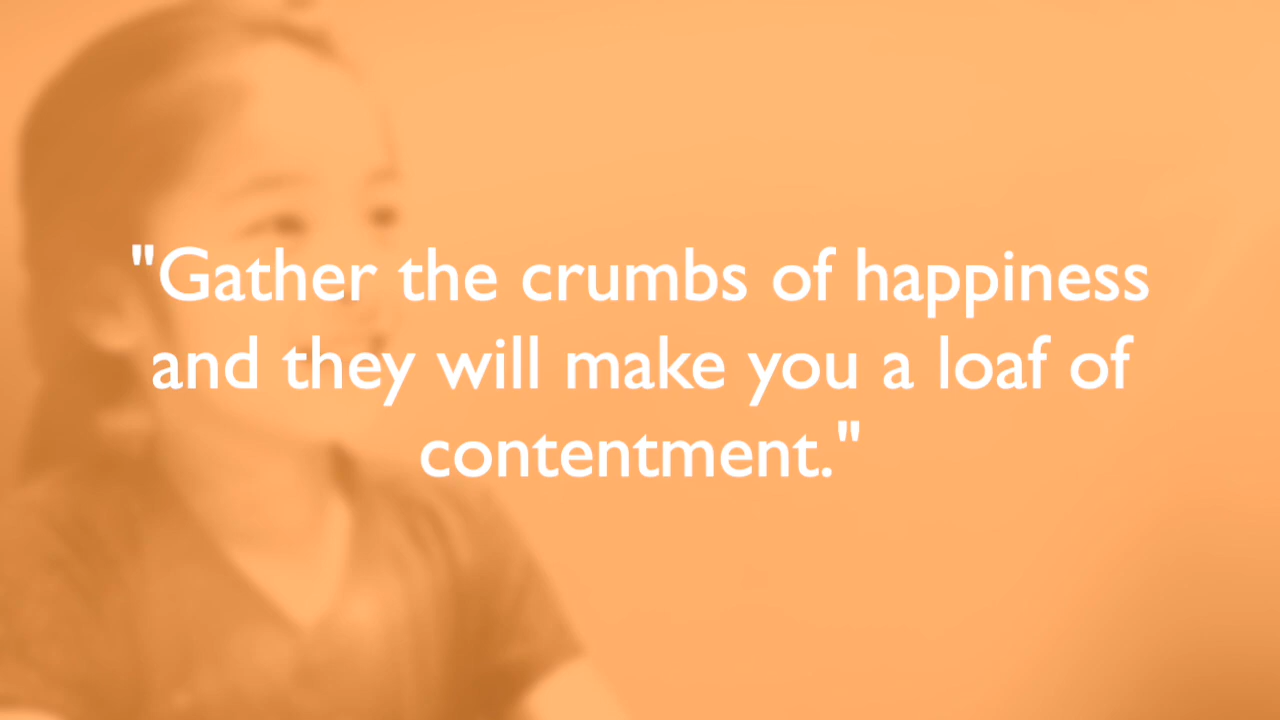 "Gather the crumbs of happiness
and they will make you a loaf of
contentment."